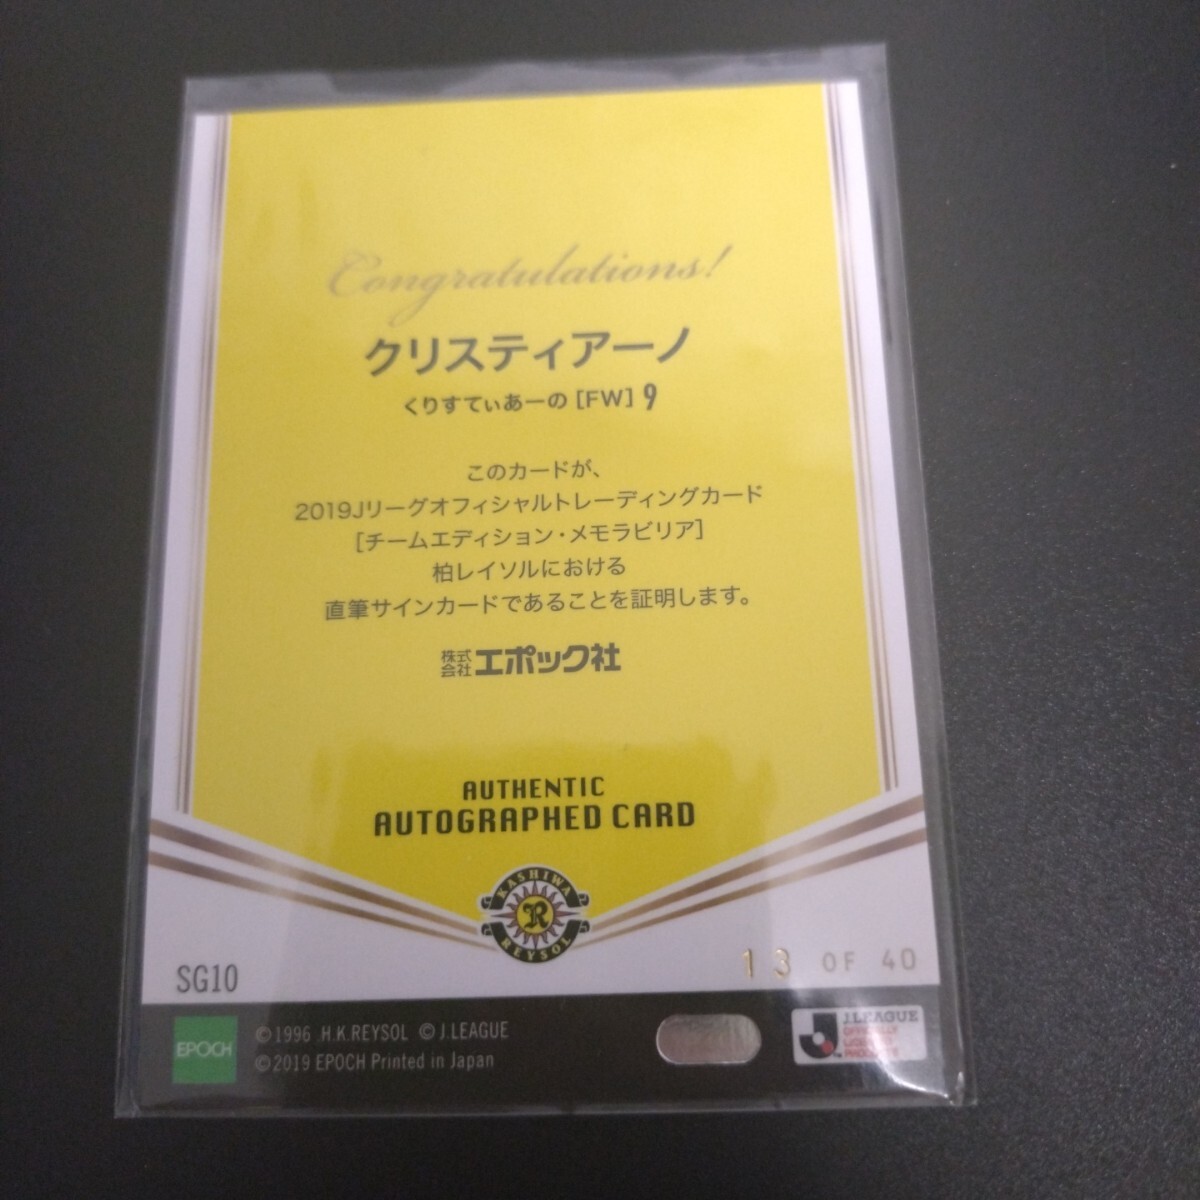 Congratulations!
クリスティアーノ
くりすてぃあーの [FW] 9
このカードが、
2019Jリーグオフィシャルトレーディングカード
[チームエディション・メモラビリア]
柏レイソルにおける
直筆サインカードであることを証明します。
株式会社 エポック社
AUTHENTIC
AUTOGRAPHED CARD
KASHIWA
R
REYSOL
SG10
13 OF 40
EPOCH
©1996 H.K.REYSOL © J.LEAGUE
©2019 EPOCH Printed in Japan
J.LEAGUE
OFFICIALLY
LICENSED
PRODUCT